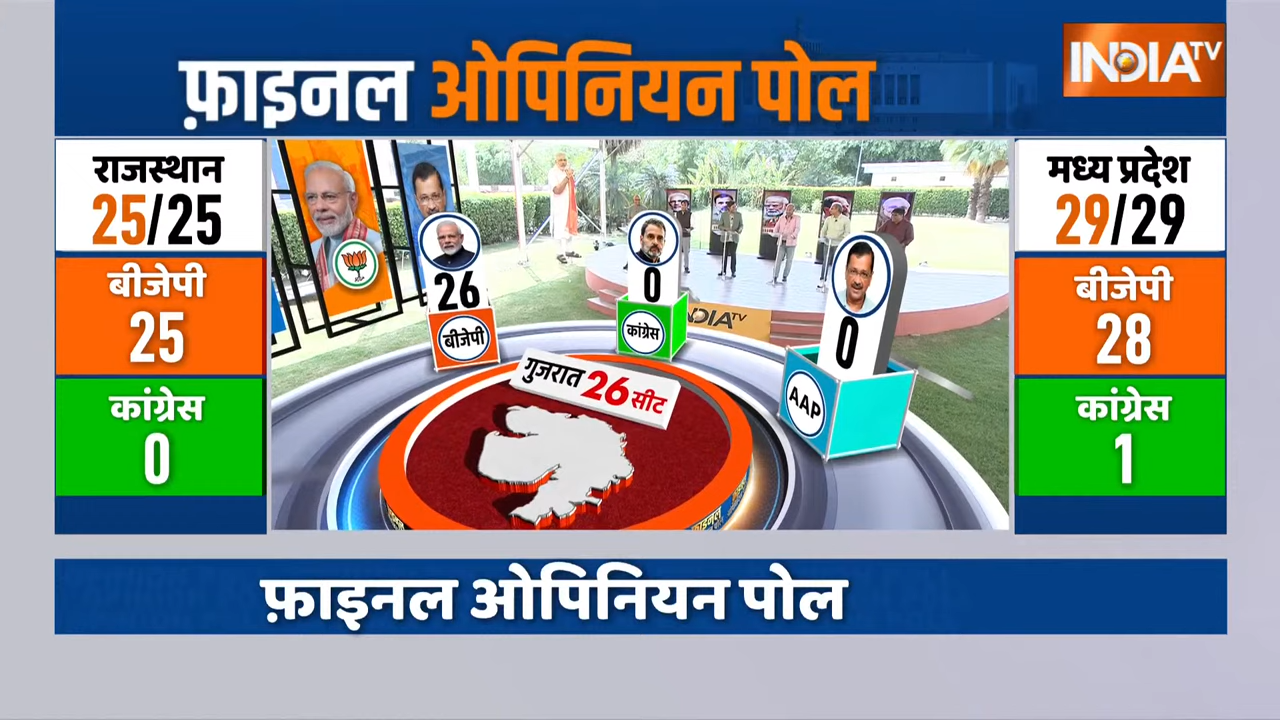 फ़ाइनल ओपिनियन पोल
INDIA TV
राजस्थान
25/25
बीजेपी
25
कांग्रेस
0
26
बीजेपी
0
कांग्रेस
0
AAP
INDIA TV
गुजरात 26 सीट
मध्य प्रदेश
29/29
बीजेपी
28
कांग्रेस
1
फ़ाइनल ओपिनियन पोल